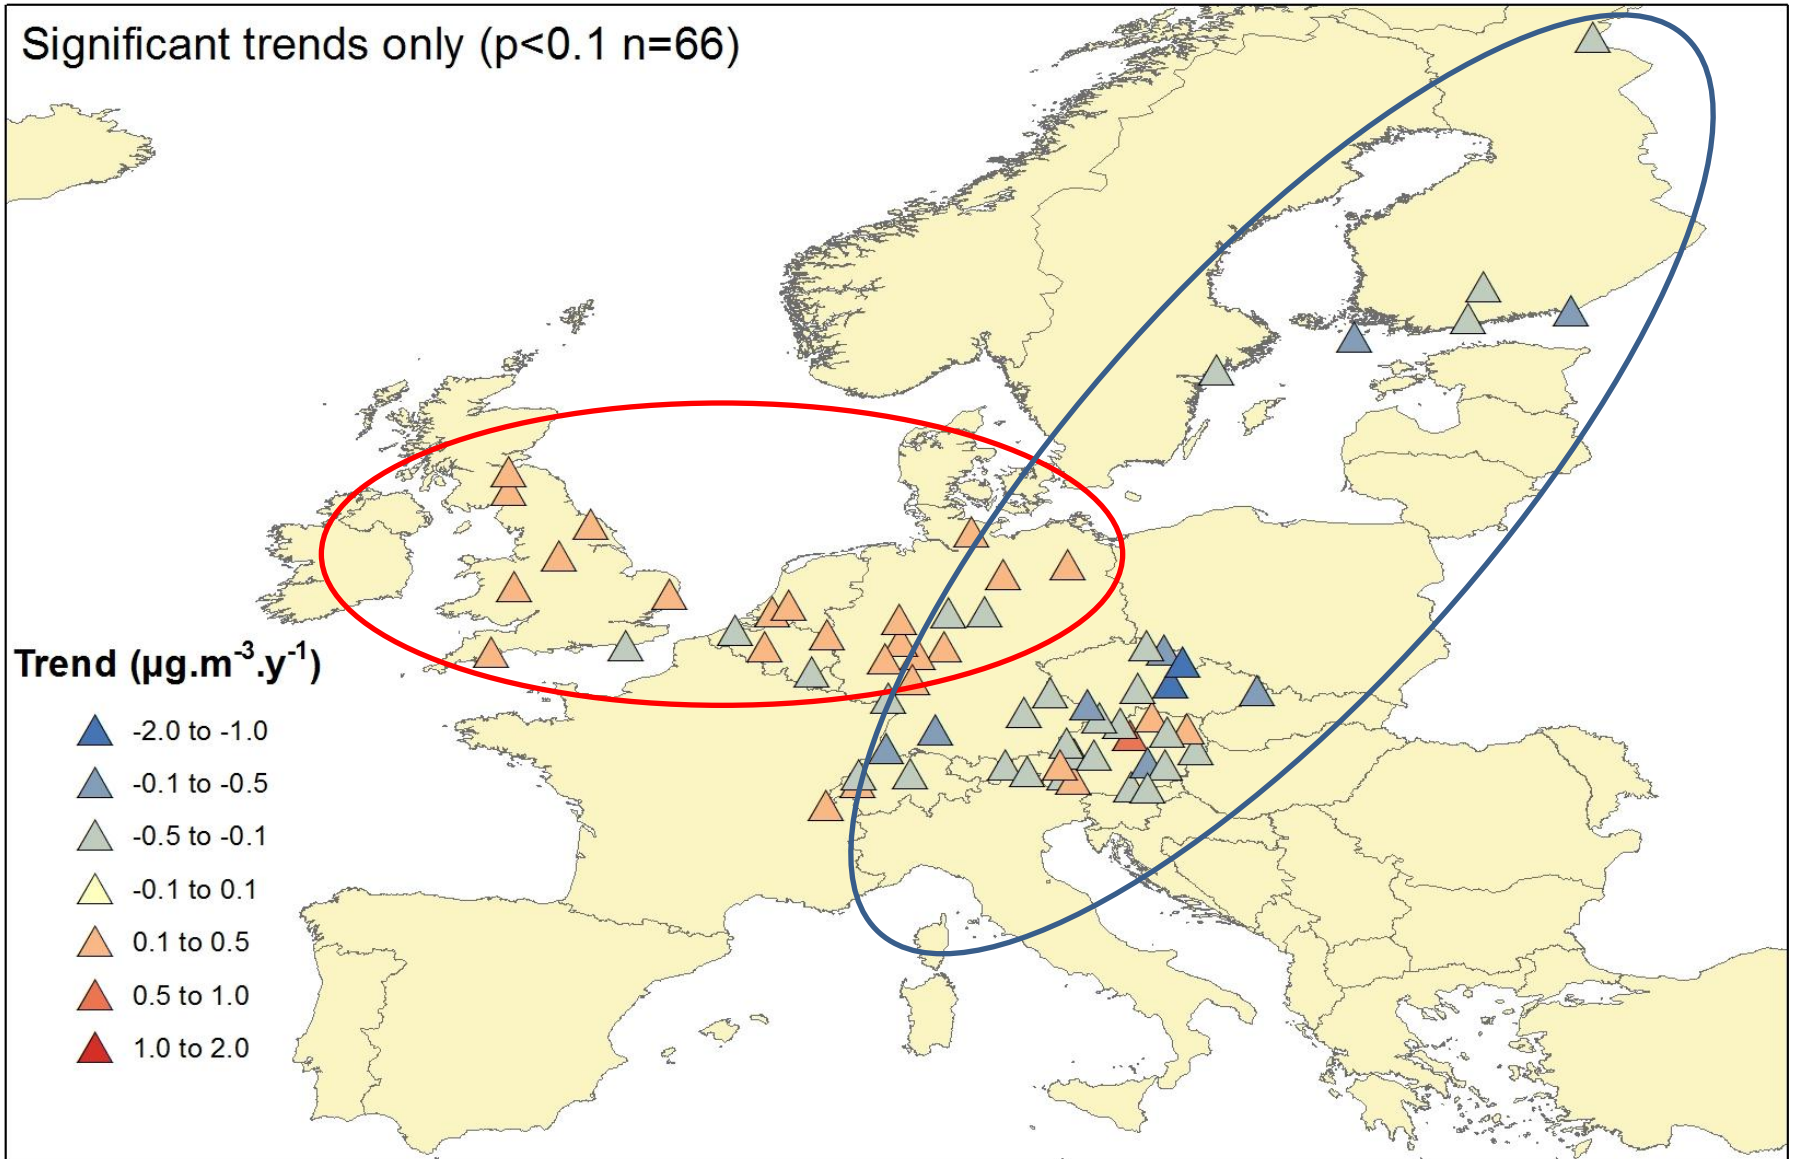 Significant trends only (p<0.1 n=66)
Trend (µg.m⁻³.y⁻¹)
-2.0 to -1.0
-0.1 to -0.5
-0.5 to -0.1
-0.1 to 0.1
0.1 to 0.5
0.5 to 1.0
1.0 to 2.0